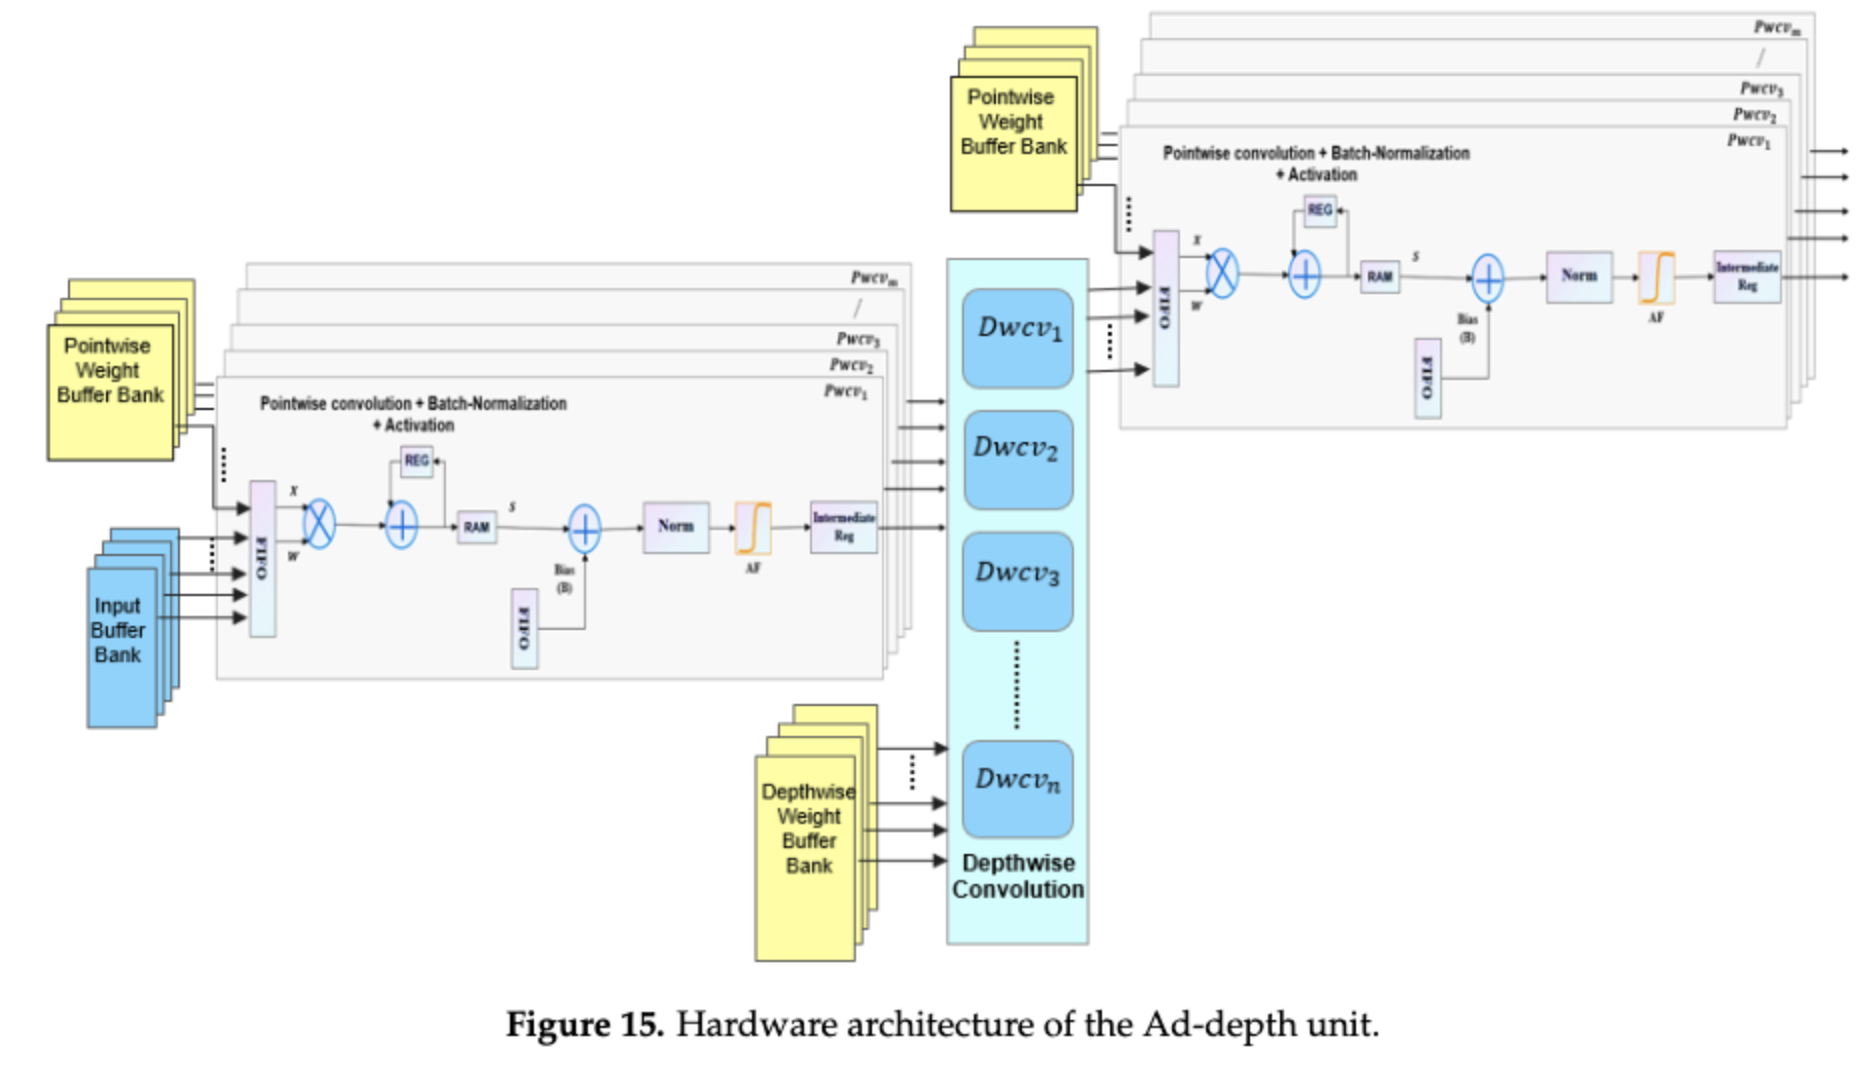 Pointwise
Weight
Buffer Bank
Pwcv_m
/
Pwcv_3
Pwcv_2
Pwcv_1
Pointwise convolution + Batch-Normalization
+ Activation
REG
FIFO
X
W
RAM
S
Bias
(B)
FIFO
Norm
AF
Intermediate
Reg
Pointwise
Weight
Buffer Bank
Input
Buffer
Bank
Pwcv_m
/
Pwcv_3
Pwcv_2
Pwcv_1
Pointwise convolution + Batch-Normalization
+ Activation
REG
FIFO
X
W
RAM
S
Bias
(B)
FIFO
Norm
AF
Intermediate
Reg
Dwcv_1
Dwcv_2
Dwcv_3
Dwcv_n
Depthwise
Convolution
Depthwise
Weight
Buffer
Bank
Figure 15. Hardware architecture of the Ad-depth unit.